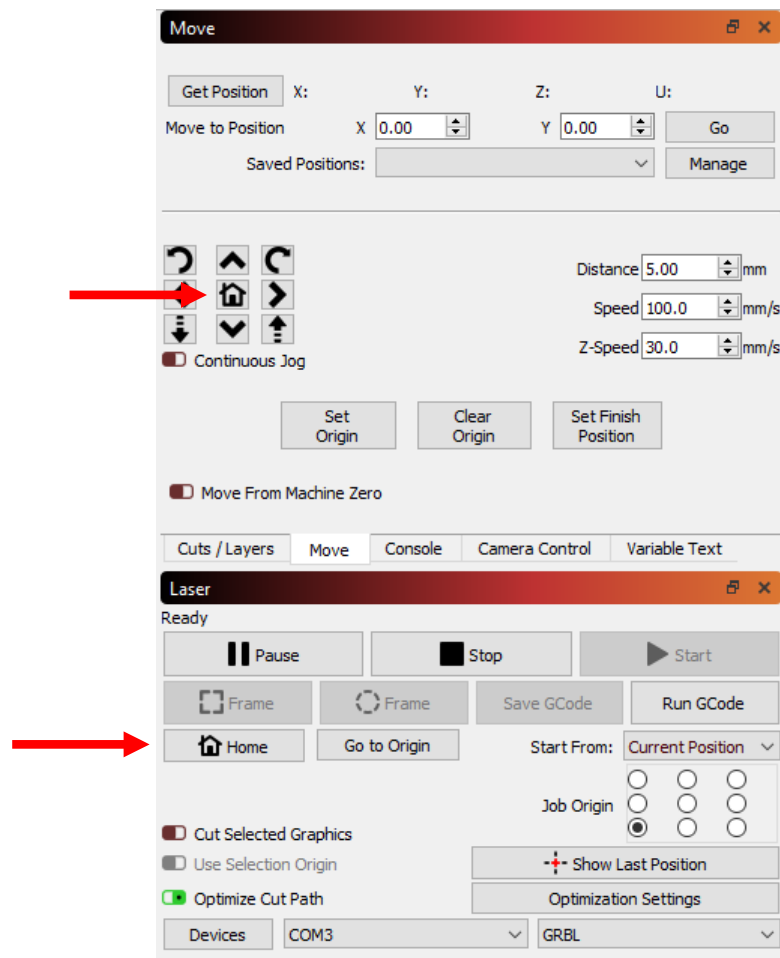 Move
Get Position X: Y: Z: U:
Move to Position X 0.00 Y 0.00 Go
Saved Positions: Manage
Distance 5.00 mm
Speed 100.0 mm/s
Z-Speed 30.0 mm/s
Continuous Jog
Set Origin
Clear Origin
Set Finish Position
Move From Machine Zero
Cuts / Layers Move Console Camera Control Variable Text
Laser
Ready
Pause Stop Start
Frame Frame Save GCode Run GCode
Home Go to Origin Start From: Current Position
Job Origin
Cut Selected Graphics
Use Selection Origin Show Last Position
Optimize Cut Path Optimization Settings
Devices COM3 GRBL